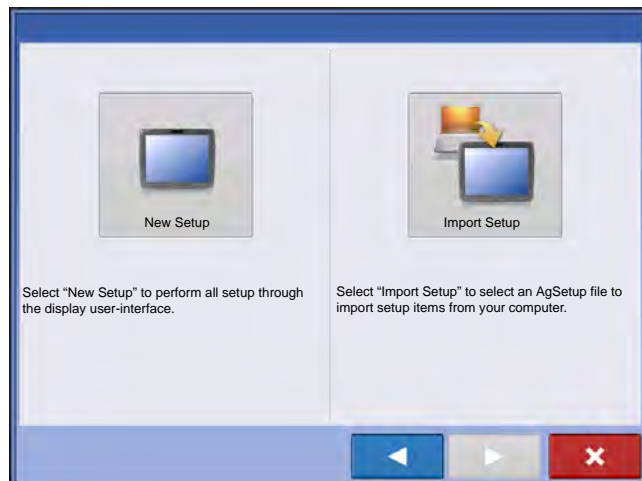 New Setup
Import Setup
Select “New Setup” to perform all setup through
the display user-interface.
Select “Import Setup” to select an AgSetup file to
import setup items from your computer.